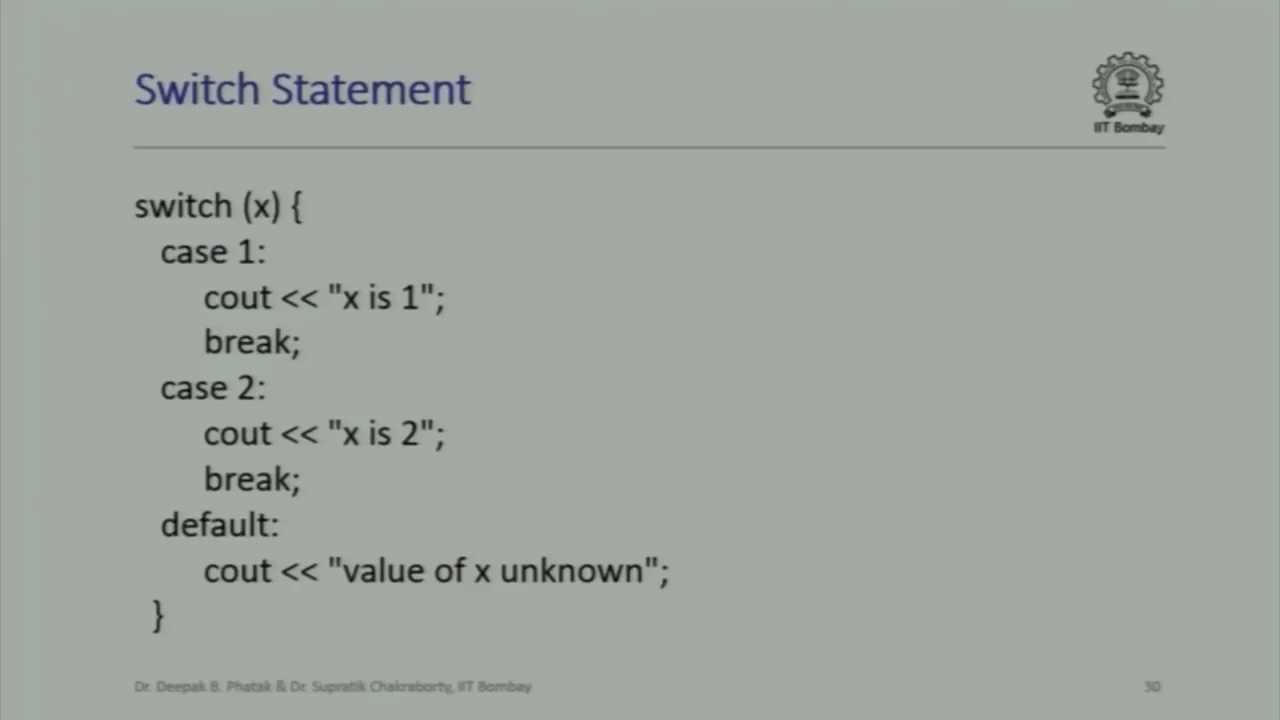 Switch Statement
IIT Bombay
switch (x) {
case 1:
cout << "x is 1";
break;
case 2:
cout << "x is 2";
break;
default:
cout << "value of x unknown";
}
Dr. Deepak B. Phatak & Dr. Supratik Chakraborty, IIT Bombay
30